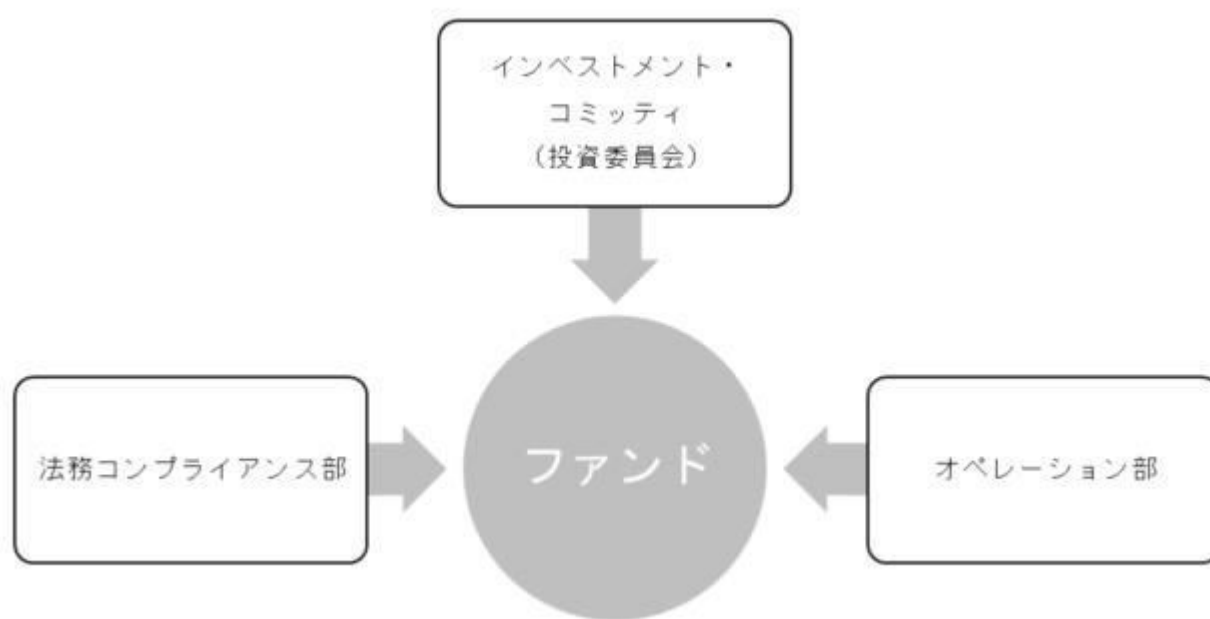 インベストメント・
コミッティ
（投資委員会）
法務コンプライアンス部
ファンド
オペレーション部